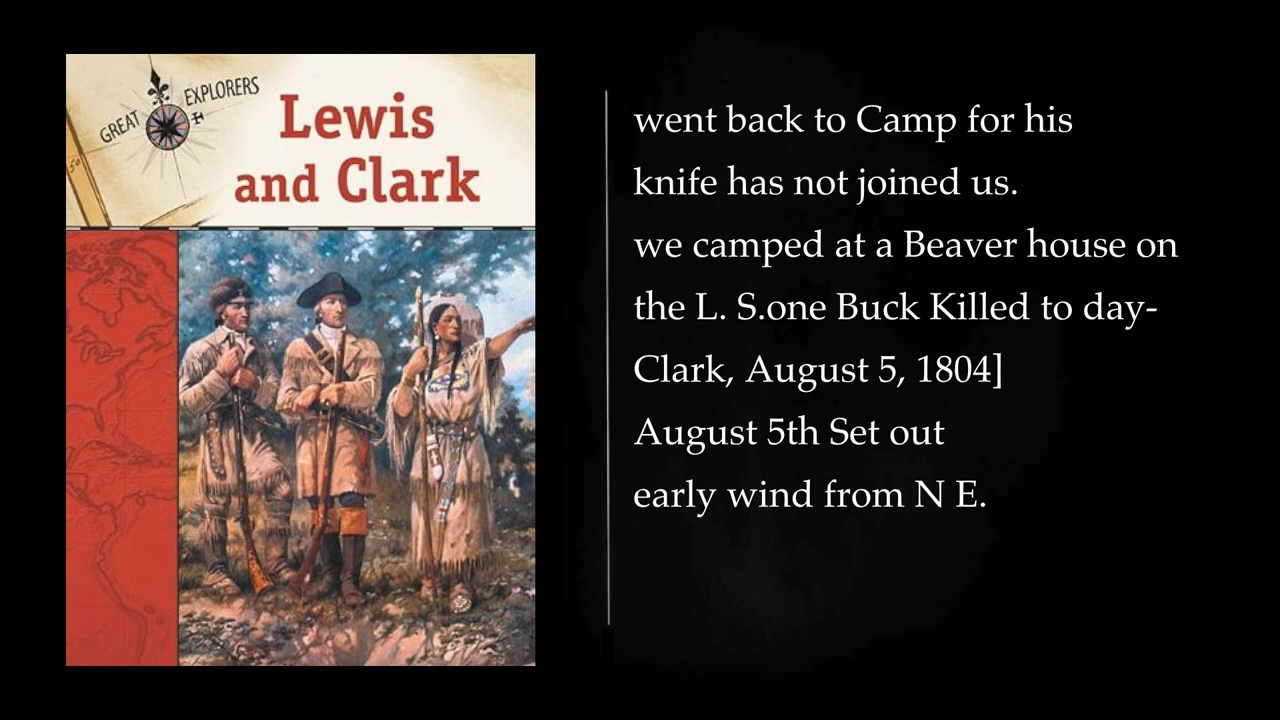 GREAT EXPLORERS
Lewis
and Clark
went back to Camp for his
knife has not joined us.
we camped at a Beaver house on
the L. S.one Buck Killed to day-
Clark, August 5, 1804]
August 5th Set out
early wind from N E.